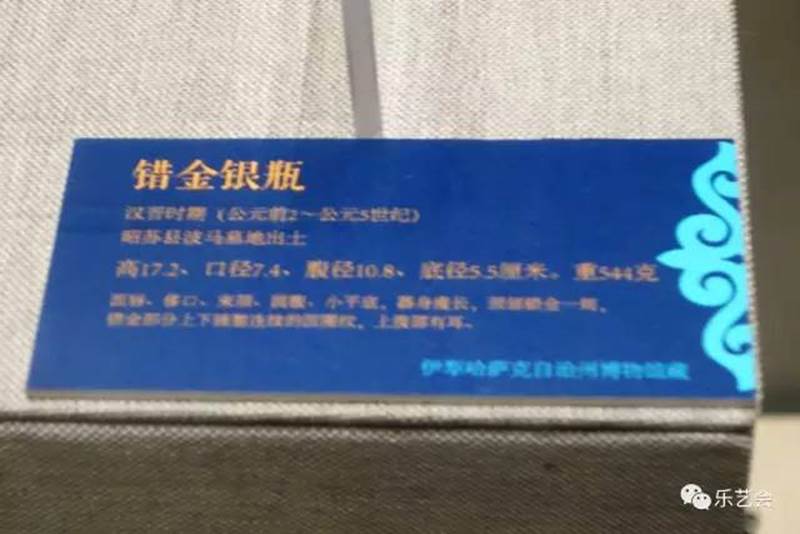 错金银瓶
汉晋时期（公元前2～公元5世纪）
昭苏县波马墓地出土
高17.2、口径7.4、腹径10.8、底径5.5厘米。重544克
圆唇、侈口、束颈、圆腹、小平底，器身瘦长，颈部错金一周，
错金部分上下 连续的 纹，上腹部有耳。
伊犁哈萨克自治州博物馆藏
乐艺会